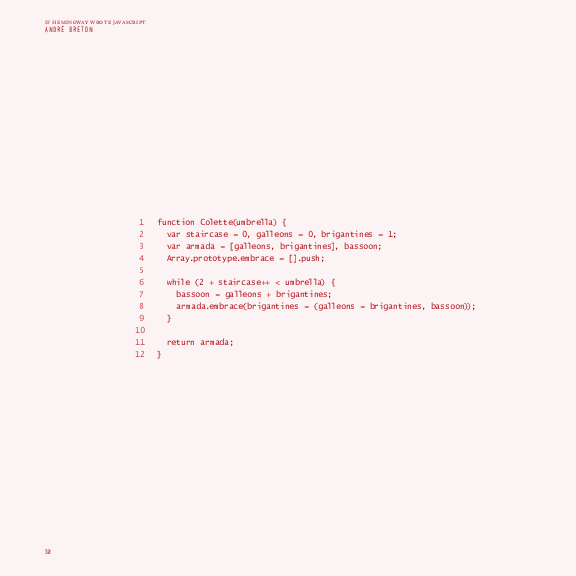 IF HEMINGWAY WROTE JAVASCRIPT
ANDRÉ BRETON
1 function Colette(umbrella) {
2 var staircase = 0, galleons = 0, brigantines = 1;
3 var armada = [galleons, brigantines], bassoon;
4 Array.prototype.embrace = [].push;
5
6 while (2 + staircase++ < umbrella) {
7 bassoon = galleons + brigantines;
8 armada.embrace(brigantines = (galleons = brigantines, bassoon));
9 }
10
11 return armada;
12 }
30